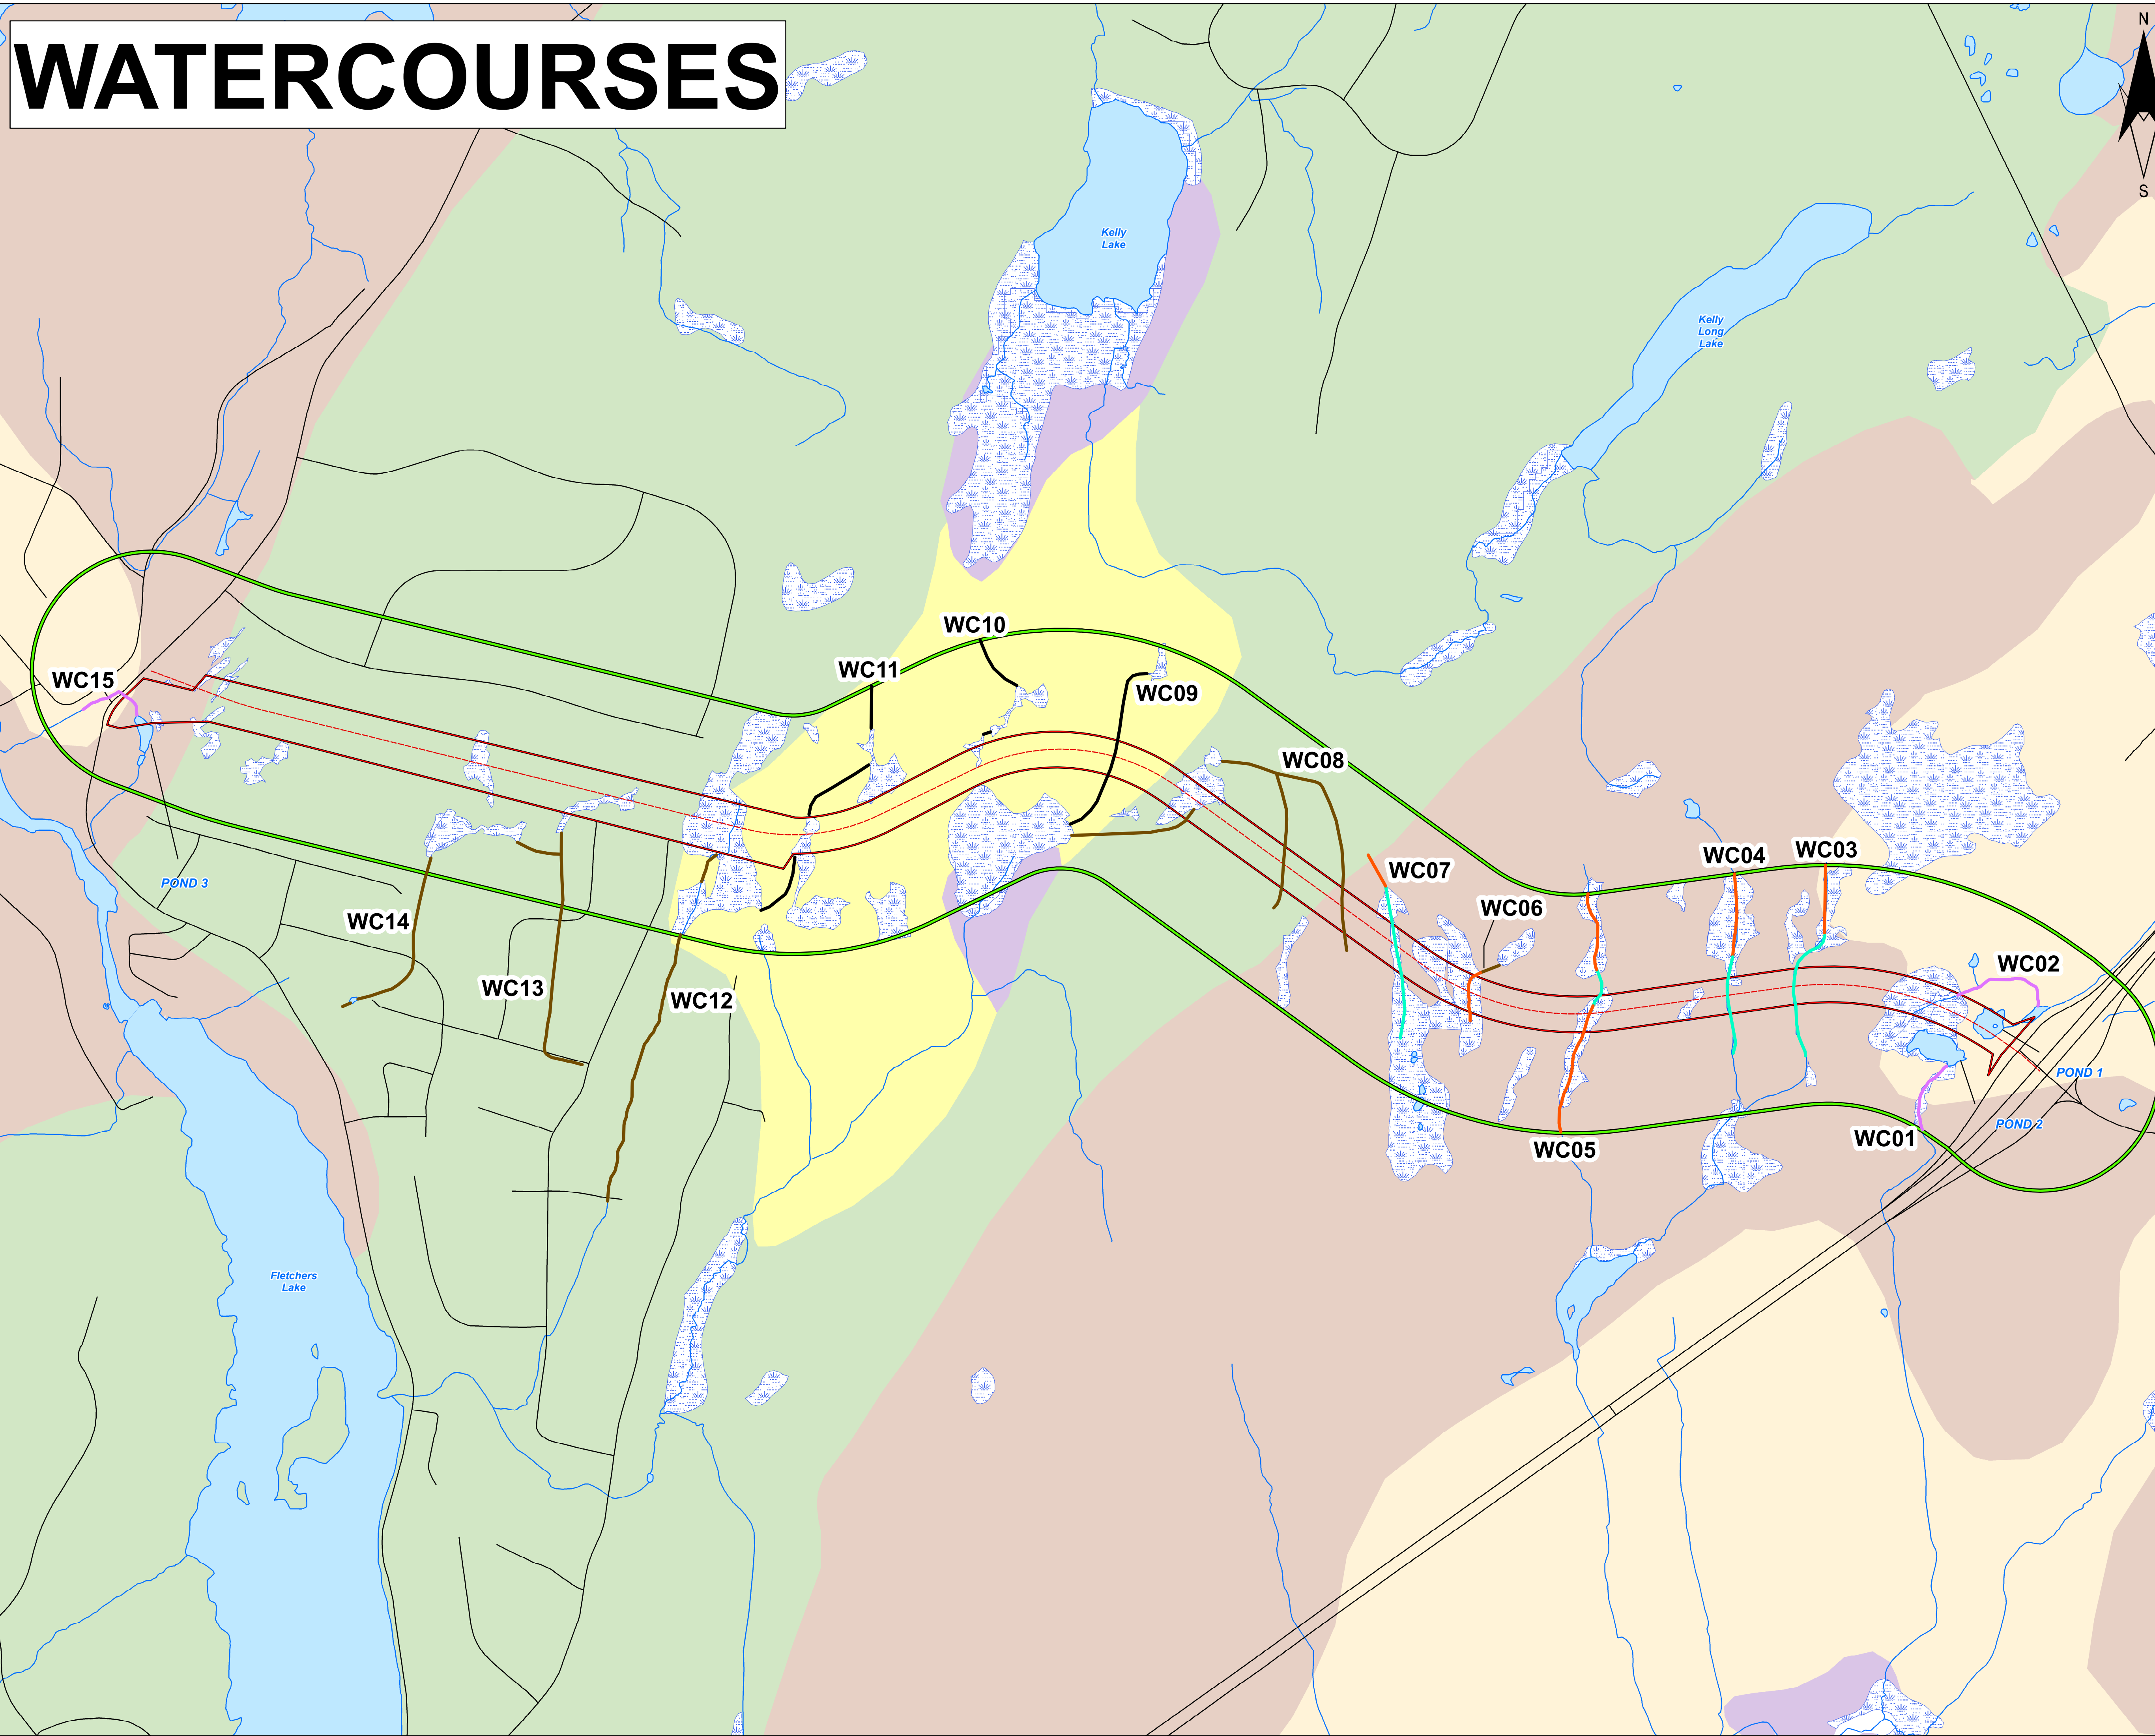 WATERCOURSES
N
S
Kelly
Lake
Kelly
Long
Lake
WC10
WC11
WC09
WC15
WC08
WC07
WC04
WC03
WC06
POND 3
WC14
WC13
WC12
WC02
POND 1
POND 2
WC01
WC05
Fletchers
Lake